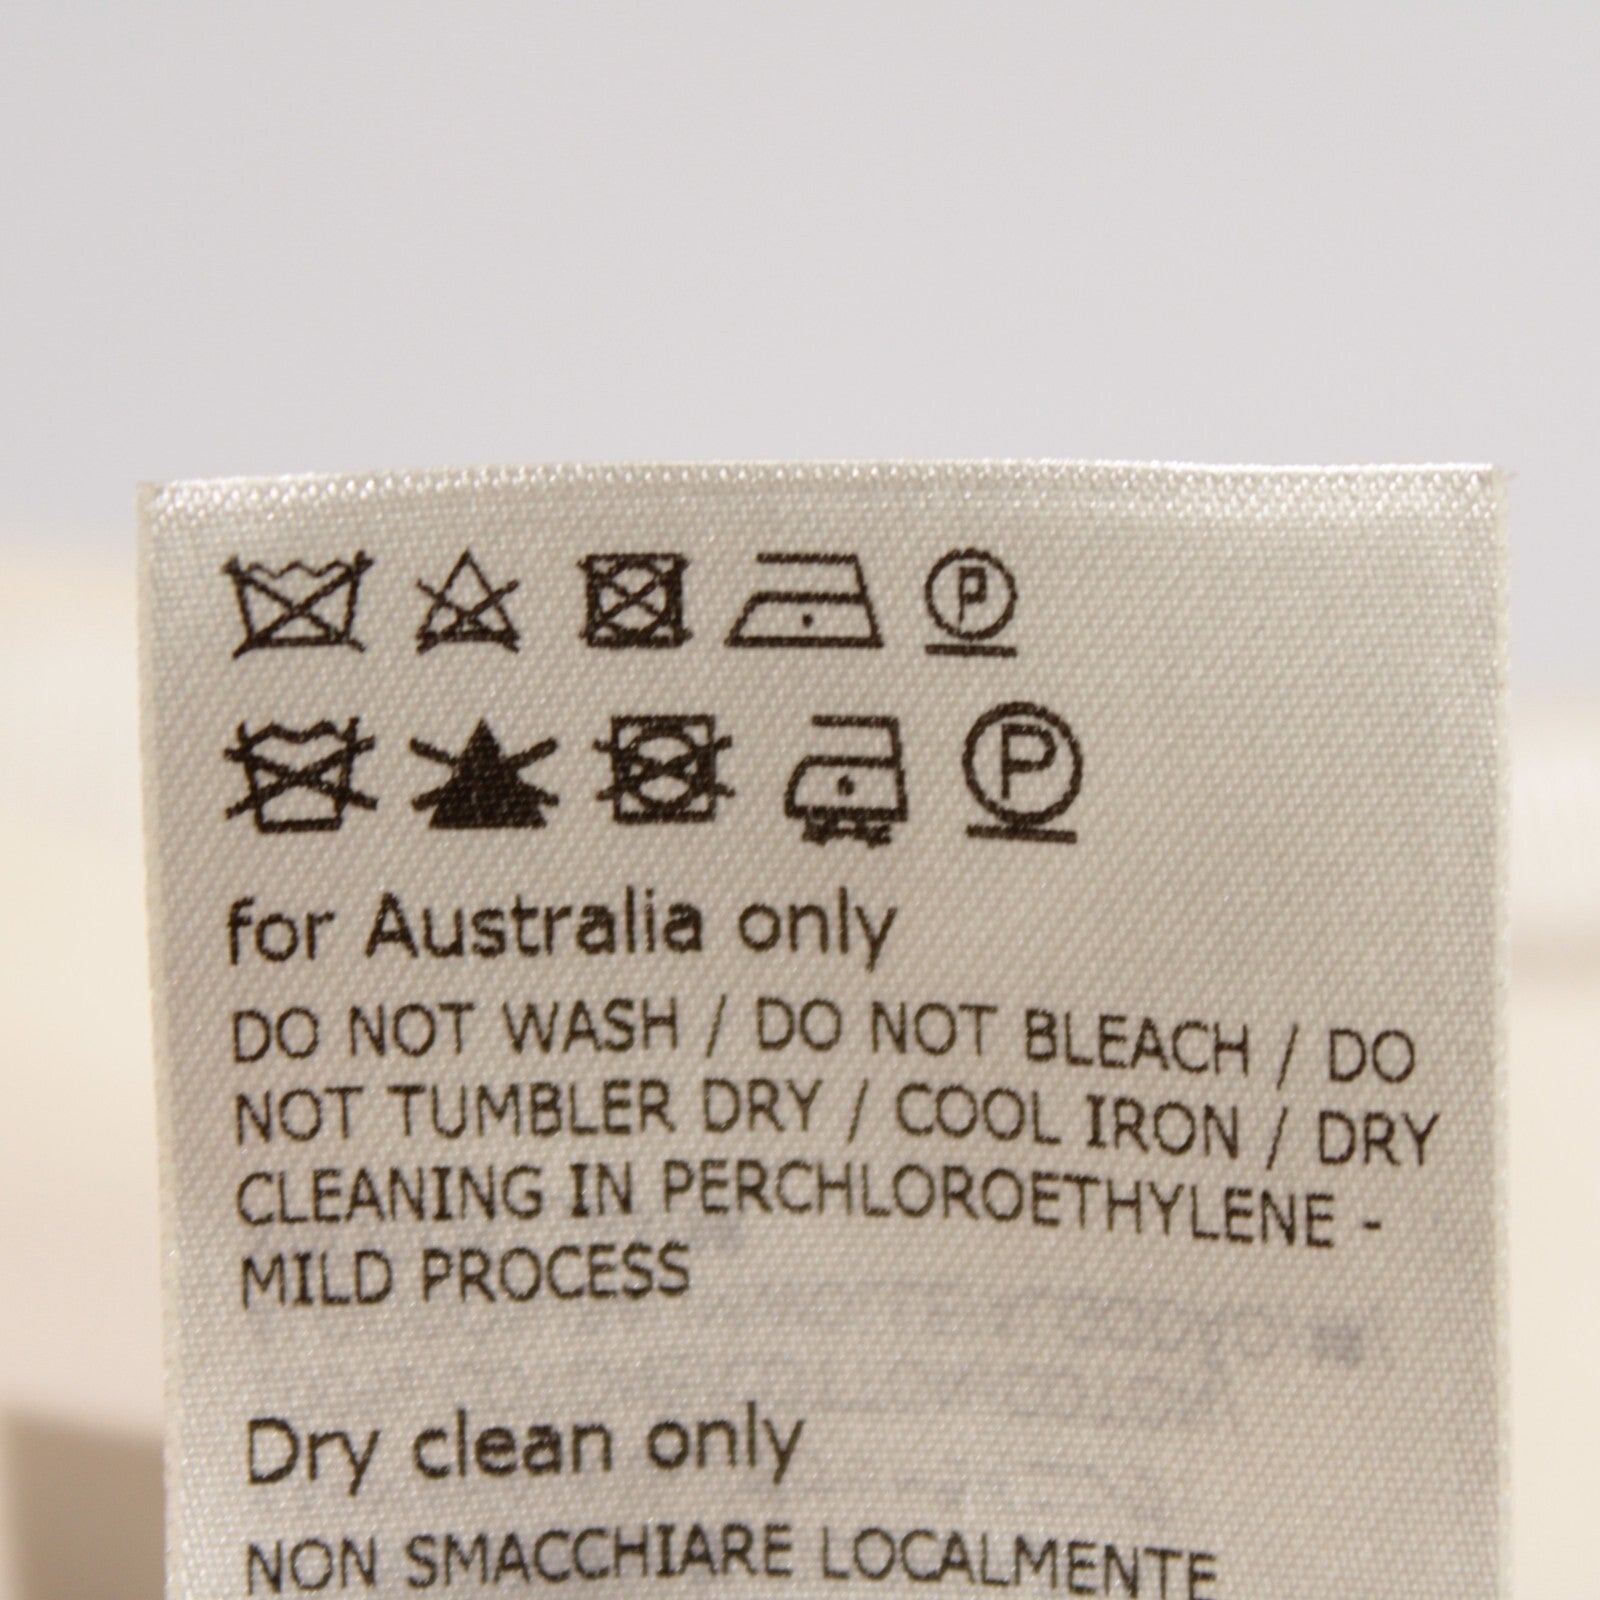 P
P
for Australia only
DO NOT WASH / DO NOT BLEACH / DO
NOT TUMBLER DRY / COOL IRON / DRY
CLEANING IN PERCHLOROETHYLENE -
MILD PROCESS
Dry clean only
NON SMACCHIARE LOCALMENTE